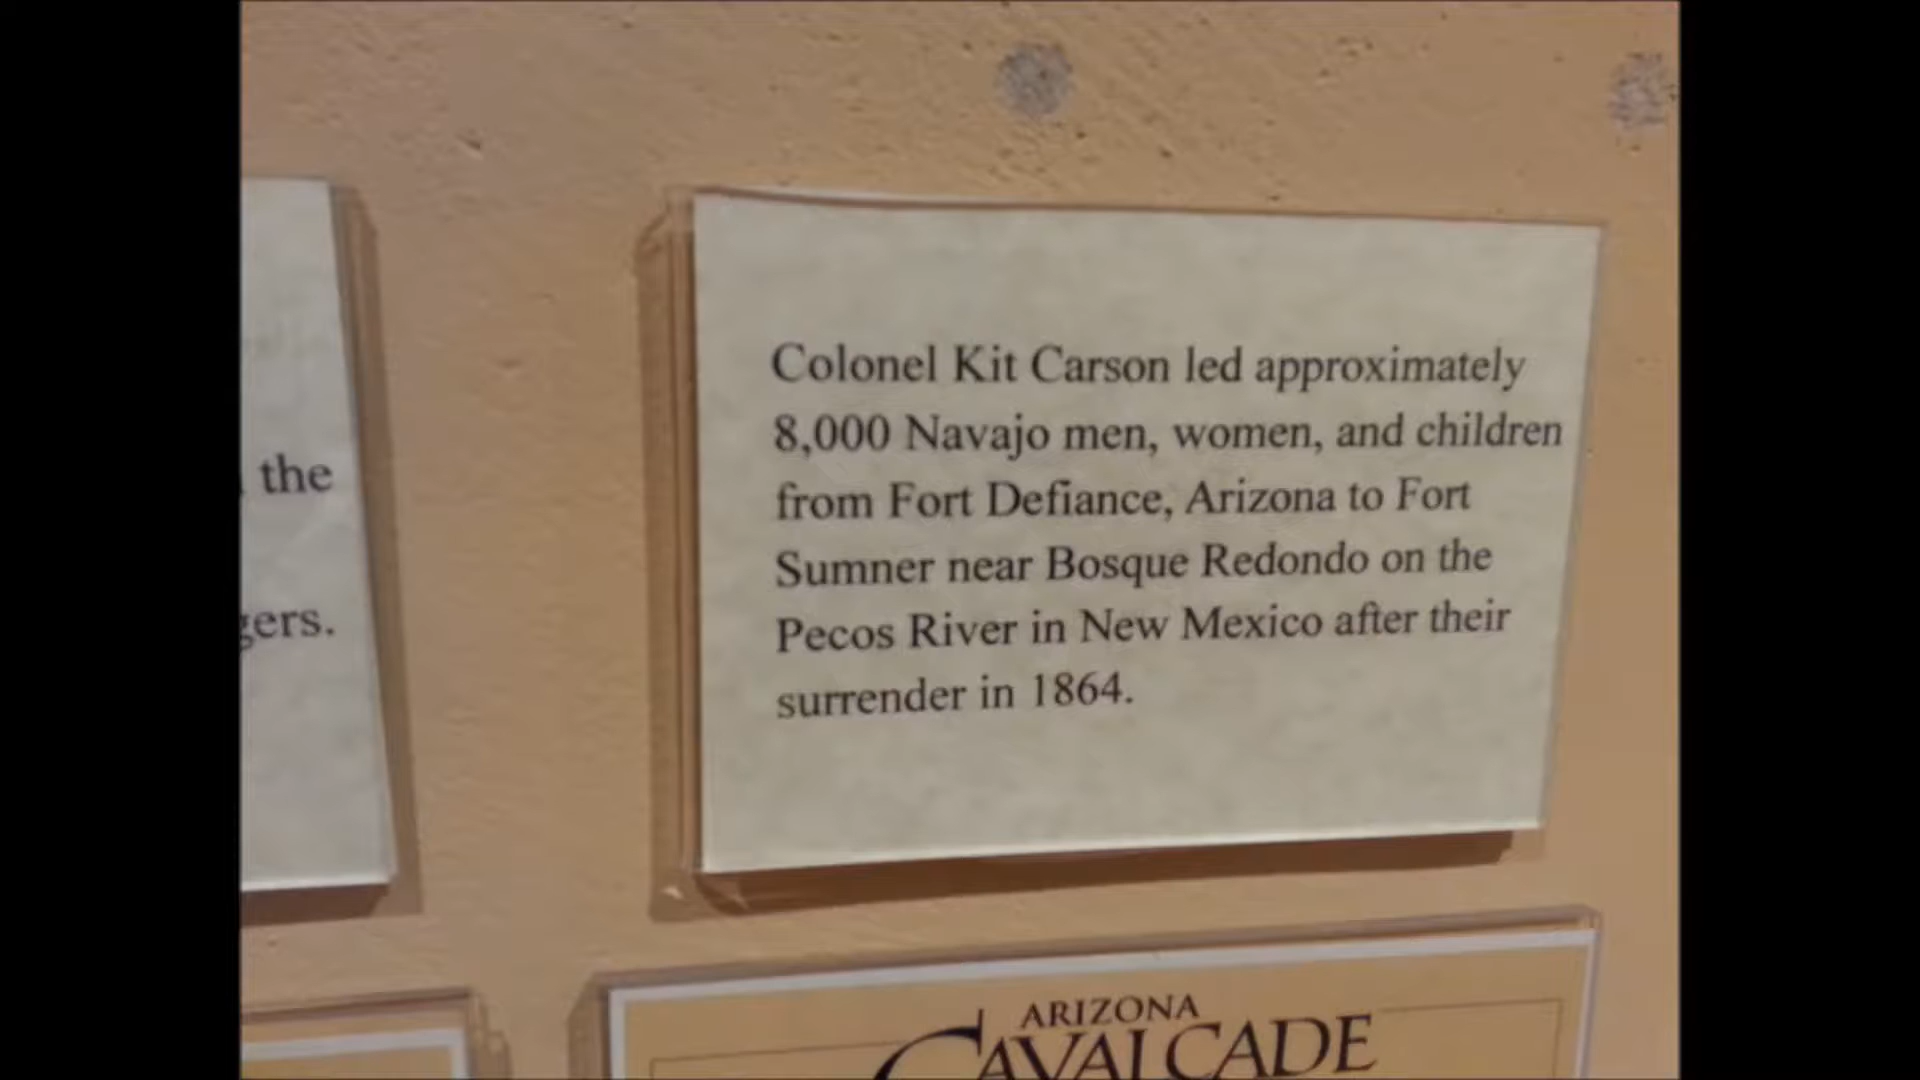 the
gers.
Colonel Kit Carson led approximately
8,000 Navajo men, women, and children
from Fort Defiance, Arizona to Fort
Sumner near Bosque Redondo on the
Pecos River in New Mexico after their
surrender in 1864.
ARIZONA
CAVALCADE